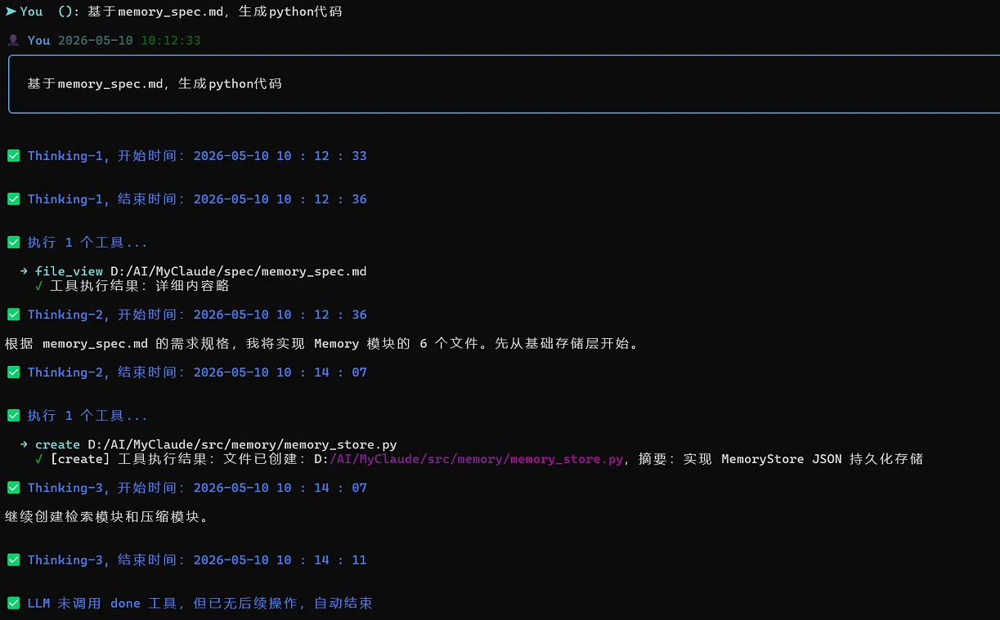 ➤You (): 基于memory_spec.md, 生成python代码
👤 You 2026-05-10 10:12:33
基于memory_spec.md, 生成python代码
✅ Thinking-1, 开始时间: 2026-05-10 10 : 12 : 33
✅ Thinking-1, 结束时间: 2026-05-10 10 : 12 : 36
✅ 执行 1 个工具...
→ file_view D:/AI/MyClaude/spec/memory_spec.md
✓ 工具执行结果: 详细内容略
✅ Thinking-2, 开始时间: 2026-05-10 10 : 12 : 36
根据 memory_spec.md 的需求规格，我将实现 Memory 模块的 6 个文件。先从基础存储层开始。
✅ Thinking-2, 结束时间: 2026-05-10 10 : 14 : 07
✅ 执行 1 个工具...
→ create D:/AI/MyClaude/src/memory/memory_store.py
✓ [create] 工具执行结果: 文件已创建: D:/AI/MyClaude/src/memory/memory_store.py, 摘要: 实现 MemoryStore JSON 持久化存储
✅ Thinking-3, 开始时间: 2026-05-10 10 : 14 : 07
继续创建检索模块和压缩模块。
✅ Thinking-3, 结束时间: 2026-05-10 10 : 14 : 11
✅ LLM 未调用 done 工具, 但已无后续操作, 自动结束